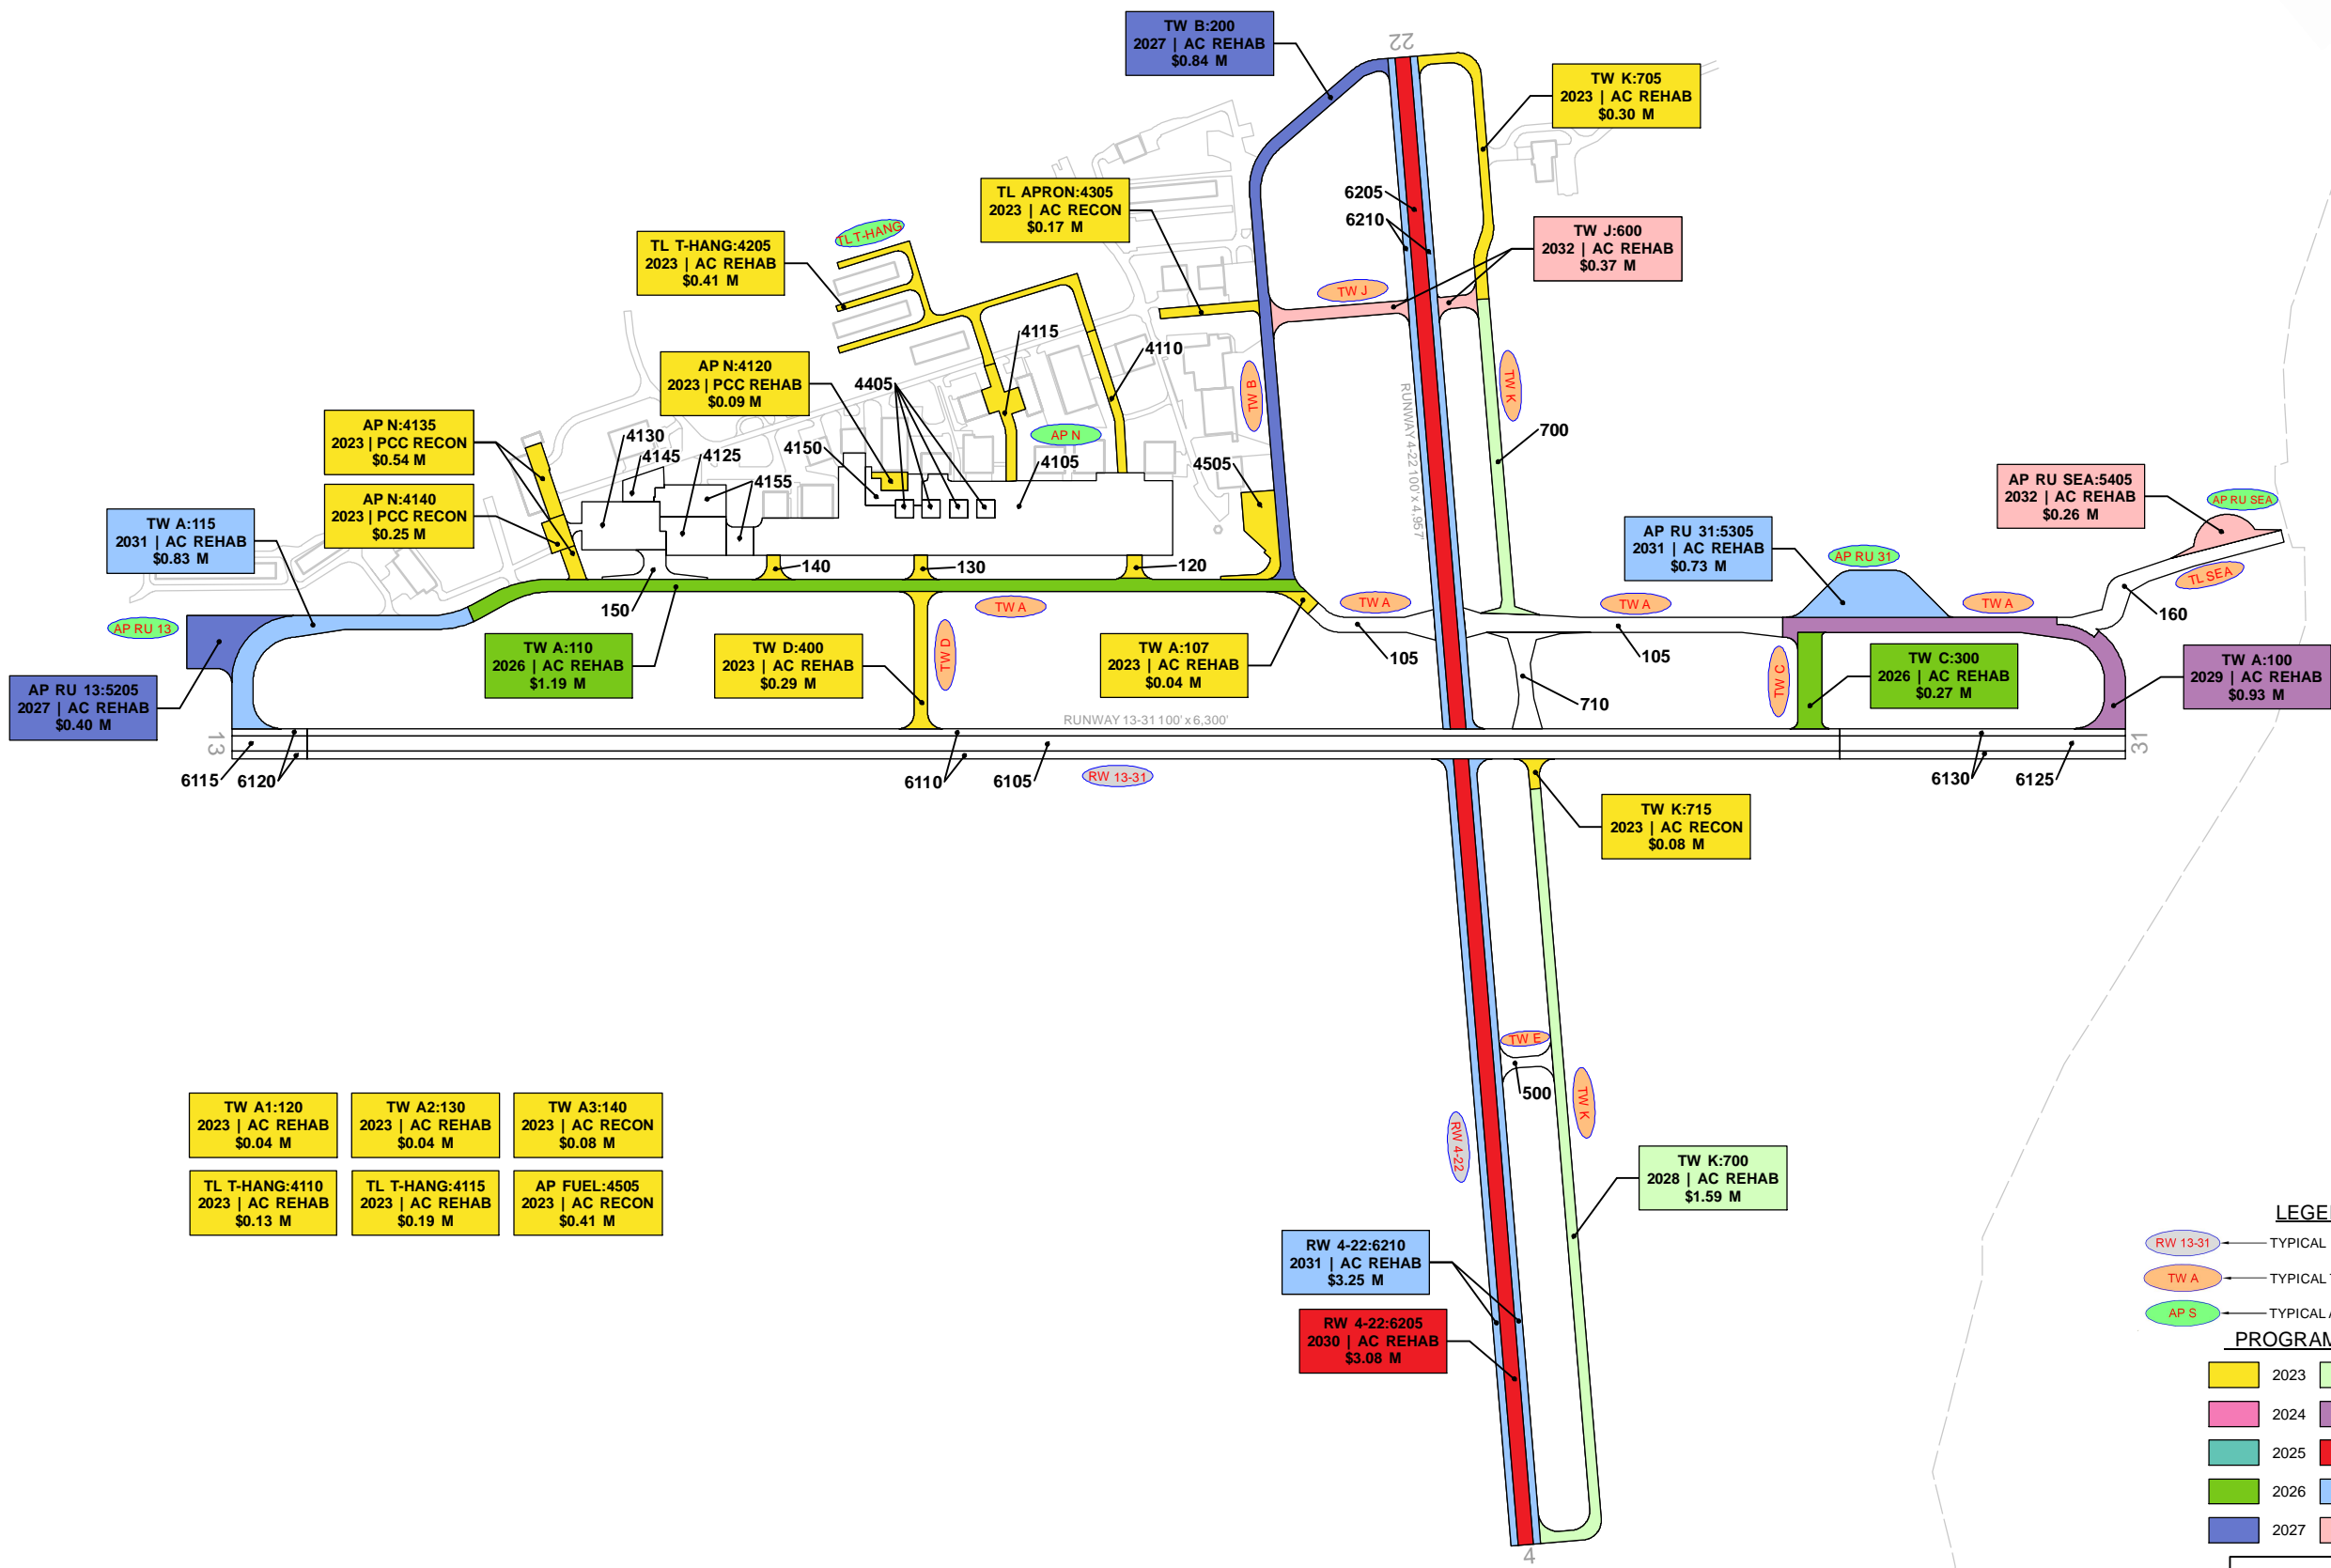 TW B:200
2027 | AC REHAB
$0.84 M
22
TW K:705
2023 | AC REHAB
$0.30 M
TL APRON:4305
2023 | AC RECON
$0.17 M
6205
6210
TL T-HANG
TL T-HANG:4205
2023 | AC REHAB
$0.41 M
TW J:600
2032 | AC REHAB
$0.37 M
TW J
4115
4110
AP N:4120
2023 | PCC REHAB
$0.09 M
4405
TW B
TW K
RUNWAY 4-22 100' x 4,957'
AP N:4135
2023 | PCC RECON
$0.54 M
4130
4145
4125
4155
4150
AP N
4105
4505
700
AP N:4140
2023 | PCC RECON
$0.25 M
AP RU SEA:5405
2032 | AC REHAB
$0.26 M
AP RU SEA
TW A:115
2031 | AC REHAB
$0.83 M
AP RU 31:5305
2031 | AC REHAB
$0.73 M
AP RU 31
TL SEA
140
130
120
150
TW A
TW A
TW A
TW A
160
AP RU 13
TW A:110
2026 | AC REHAB
$1.19 M
TW D:400
2023 | AC REHAB
$0.29 M
TW D
TW A:107
2023 | AC REHAB
$0.04 M
105
105
TW C
TW C:300
2026 | AC REHAB
$0.27 M
TW A:100
2029 | AC REHAB
$0.93 M
AP RU 13:5205
2027 | AC REHAB
$0.40 M
710
RUNWAY 13-31 100' x 6,300'
13
31
6115
6120
6110
6105
RW 13-31
6130
6125
TW K:715
2023 | AC RECON
$0.08 M
TW E
500
TW K
RW 4-22
TW A1:120
2023 | AC REHAB
$0.04 M
TW A2:130
2023 | AC REHAB
$0.04 M
TW A3:140
2023 | AC RECON
$0.08 M
TL T-HANG:4110
2023 | AC REHAB
$0.13 M
TL T-HANG:4115
2023 | AC REHAB
$0.19 M
AP FUEL:4505
2023 | AC RECON
$0.41 M
TW K:700
2028 | AC REHAB
$1.59 M
RW 4-22:6210
2031 | AC REHAB
$3.25 M
RW 4-22:6205
2030 | AC REHAB
$3.08 M
4
LEGE
RW 13-31 TYPICAL
TW A TYPICAL
AP S TYPICAL
PROGRAM
2023
2024
2025
2026
2027